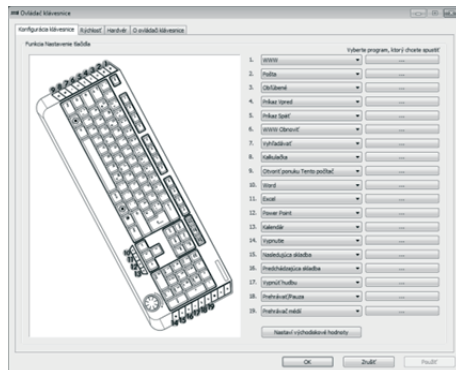 Ovládač klávesnice
Konfigurácia klávesnice Rýchlosť Hardvér O ovládači klávesnice
Funkcia Nastavenie tlačidla
Vyberte program, ktorý chcete spustiť
1. WWW ...
2. Pošta ...
3. Obľúbené ...
4. Príkaz Vpred ...
5. Príkaz Späť ...
6. WWW Obnoviť ...
7. Vyhľadávať ...
8. Kalkulačka ...
9. Otvoriť ponuku Tento počítač ...
10. Word ...
11. Excel ...
12. Power Point ...
13. Kalendár ...
14. Vypnutie ...
15. Nasledujúca skladba ...
16. Predchádzajúca skladba ...
17. Vypnúť hudbu ...
18. Prehrávať/Pauza ...
19. Prehrávač médií ...
Nastaví východiskové hodnoty
OK Zrušiť Použiť